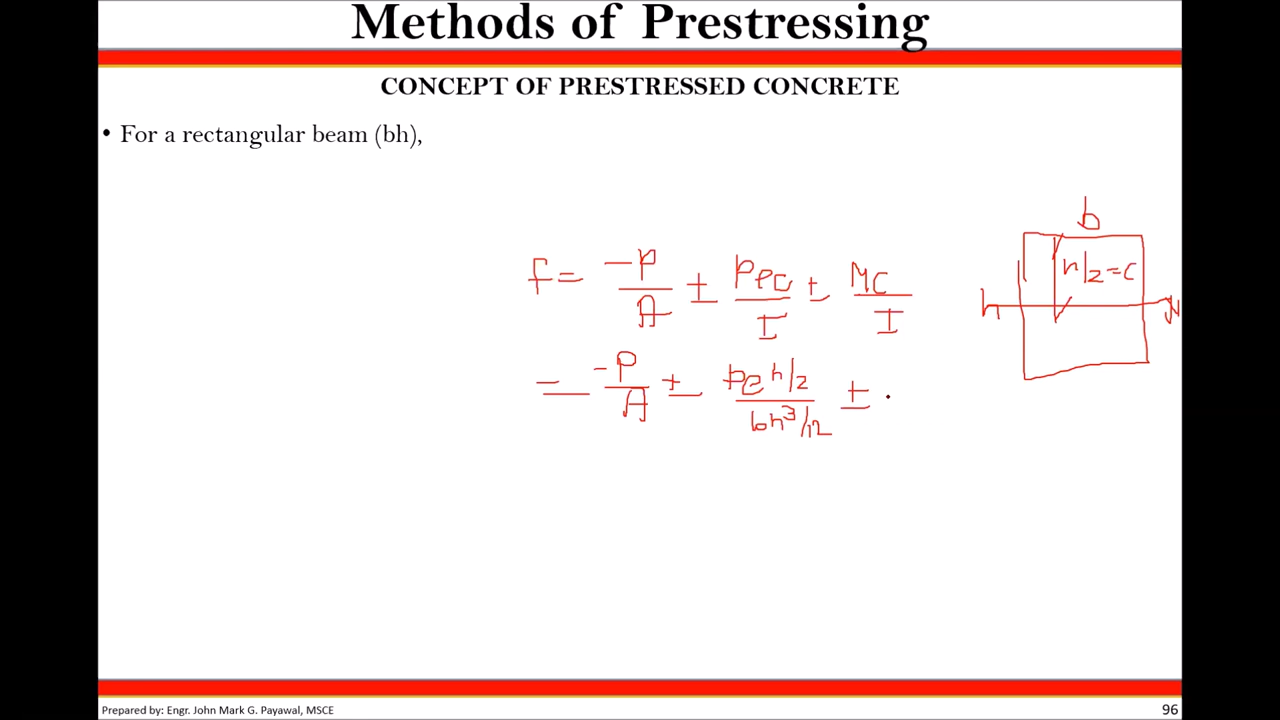 Methods of Prestressing
CONCEPT OF PRESTRESSED CONCRETE
• For a rectangular beam (bh),
b
f = -P/A ± Pec/I ± Mc/I
h/2 = c
h
= -P/A ± Pe h/2 / bh³/12 ±
Prepared by: Engr. John Mark G. Payawal, MSCE
96